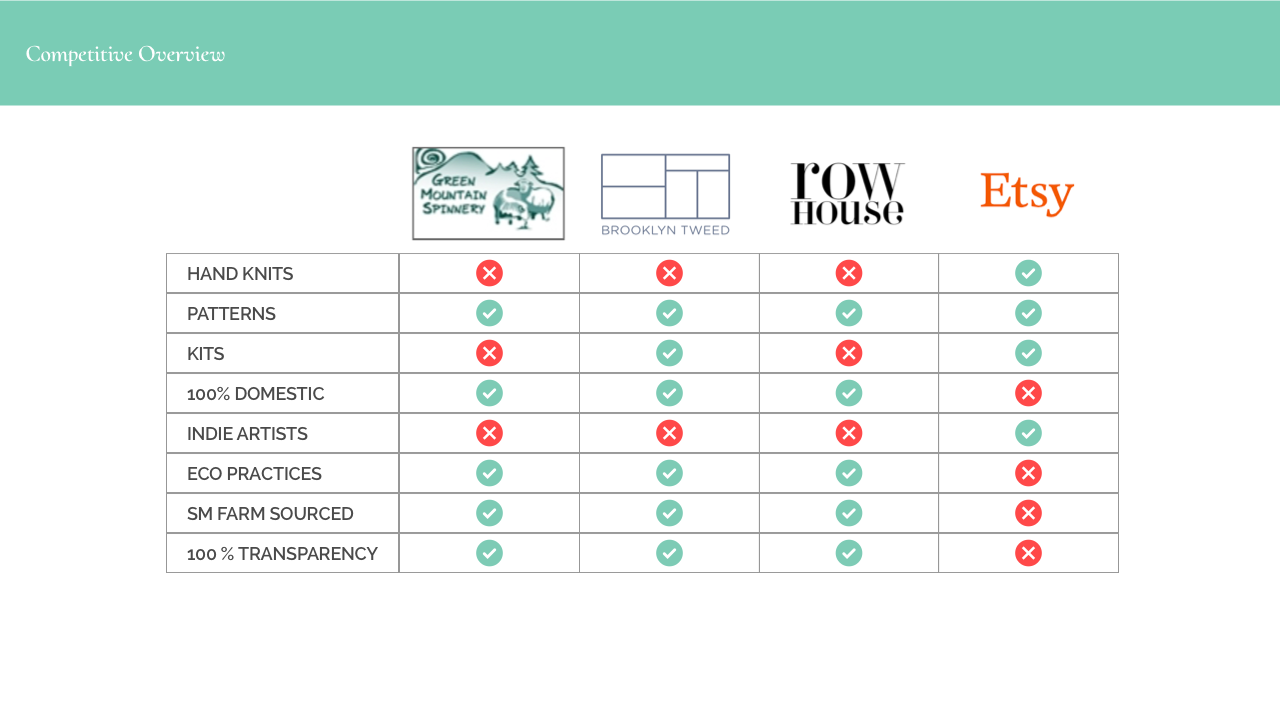 Competitive Overview
GREEN
MOUNTAIN
SPINNERY
BROOKLYN TWEED
row
House
Etsy
HAND KNITS
PATTERNS
KITS
100% DOMESTIC
INDIE ARTISTS
ECO PRACTICES
SM FARM SOURCED
100 % TRANSPARENCY